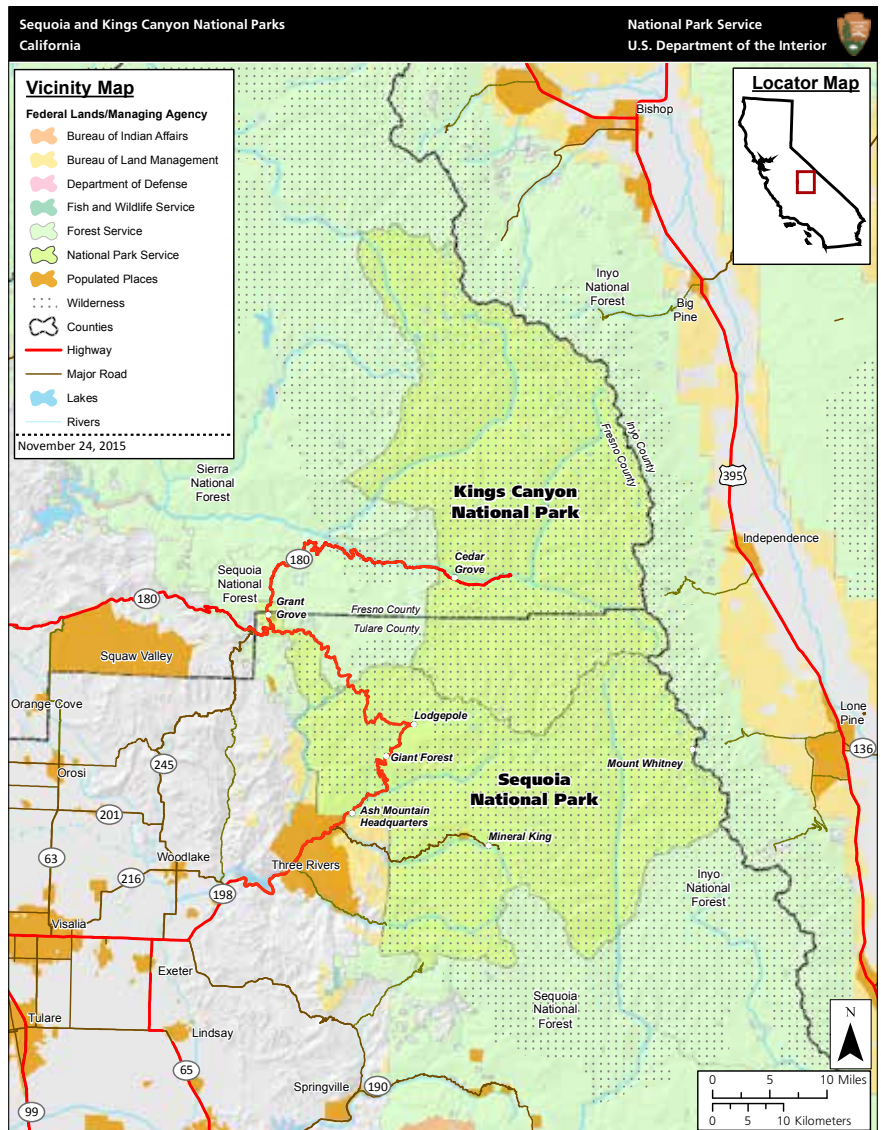 Sequoia and Kings Canyon National Parks
California
National Park Service
U.S. Department of the Interior
Vicinity Map
Federal Lands/Managing Agency
Bureau of Indian Affairs
Bureau of Land Management
Department of Defense
Fish and Wildlife Service
Forest Service
National Park Service
Populated Places
Wilderness
Counties
Highway
Major Road
Lakes
Rivers
November 24, 2015
Locator Map
Bishop
Inyo
National
Forest
Big
Pine
Inyo County
Fresno County
Sierra
National
Forest
Kings Canyon
National Park
395
Independence
180
Cedar
Grove
Sequoia
National
Forest
180
Grant
Grove
Fresno County
Tulare County
Squaw Valley
Orange Cove
Lodgepole
Lone
Pine
136
Giant Forest
Mount Whitney
245
Orosi
Sequoia
National Park
201
Ash Mountain
Headquarters
Mineral King
63
Woodlake
Three Rivers
216
198
Inyo
National
Forest
Visalia
Exeter
Sequoia
National
Forest
Tulare
Lindsay
N
65
Springville
190
99
0 5 10 Miles
0 5 10 Kilometers